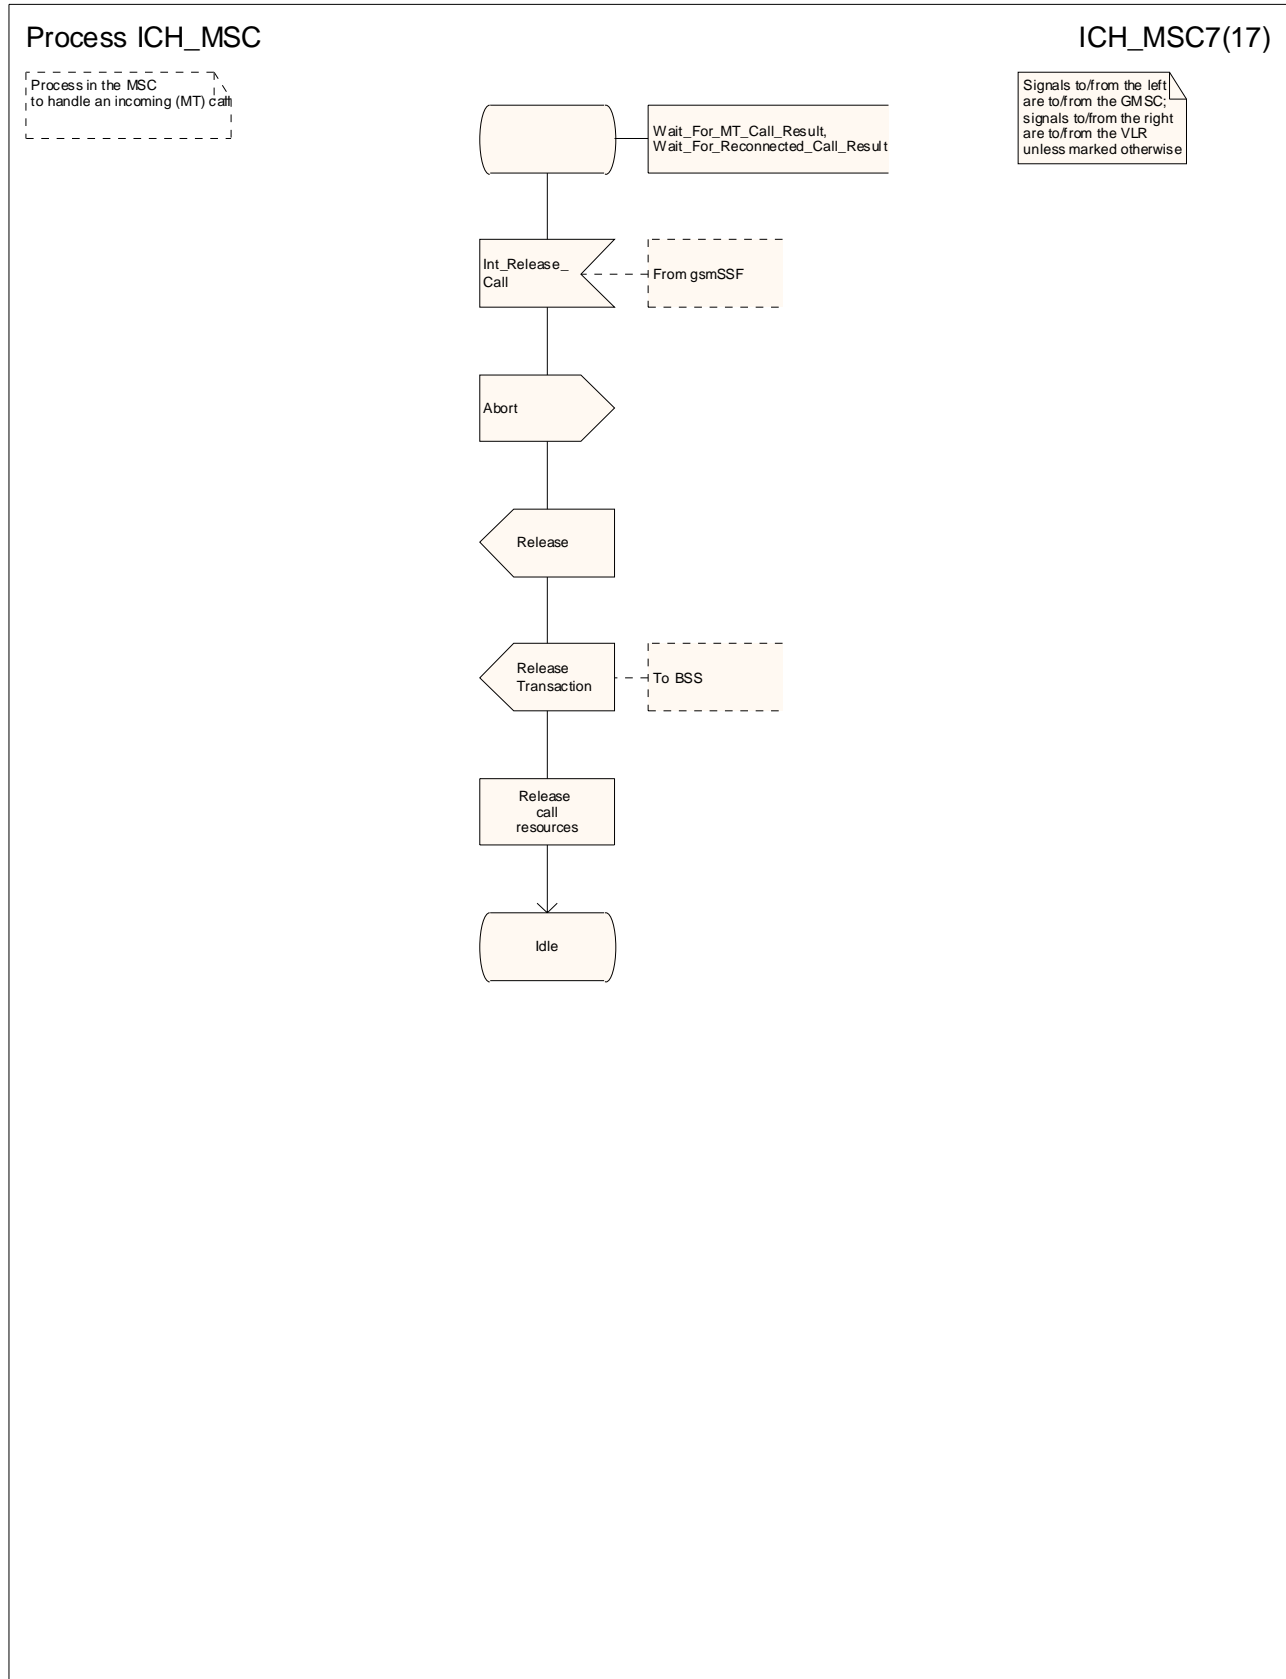 Process ICH_MSC
ICH_MSC7(17)
Process in the MSC
to handle an incoming (MT) call
Signals to/from the left
are to/from the GMSC;
signals to/from the right
are to/from the VLR
unless marked otherwise
Wait_For_MT_Call_Result,
Wait_For_Reconnected_Call_Result
Int_Release_
Call
From gsmSSF
Abort
Release
Release
Transaction
To BSS
Release
call
resources
Idle